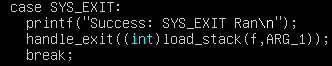 case SYS_EXIT:
printf("Success: SYS_EXIT Ran\n");
handle_exit((int)load_stack(f,ARG_1));
break;